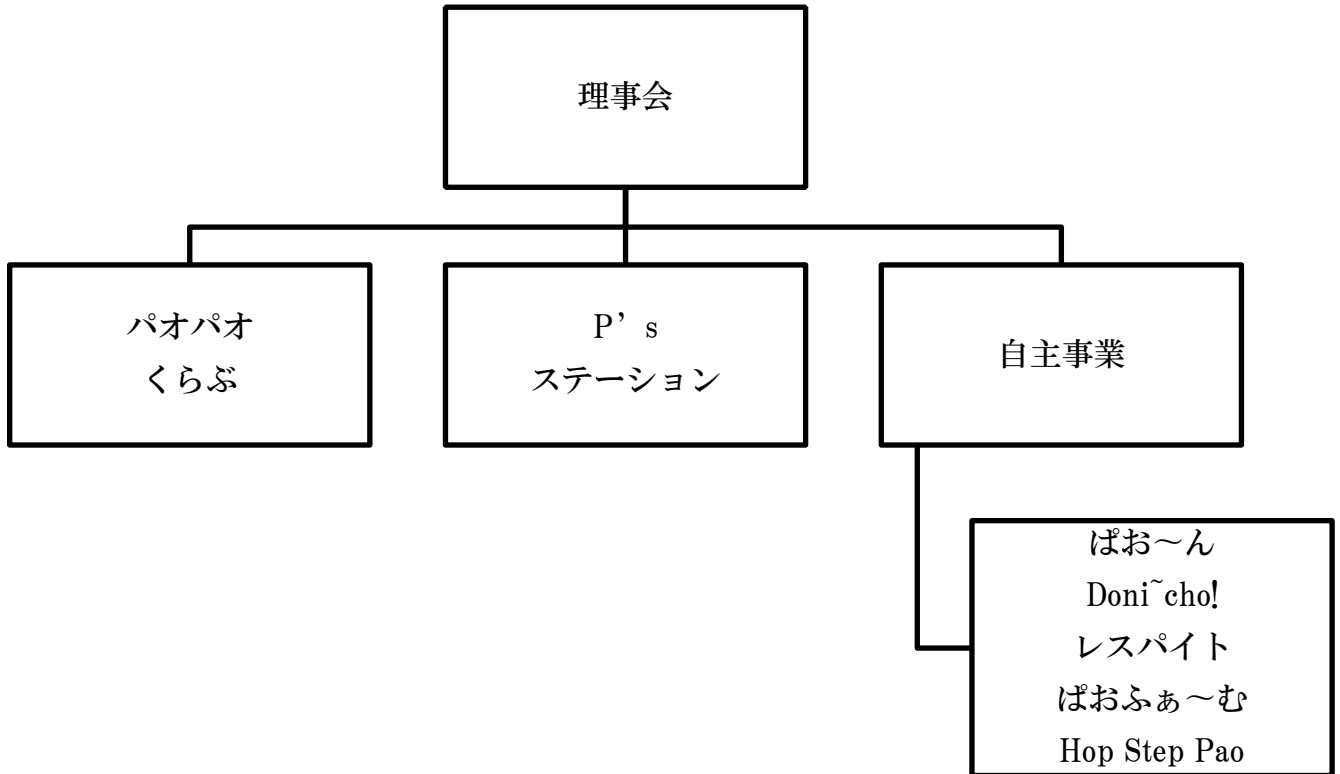 理事会
パオパオ
くらぶ
P’s
ステーション
自主事業
ぱお～ん
Doni~cho!
レスパイト
ぱおふぁ～む
Hop Step Pao